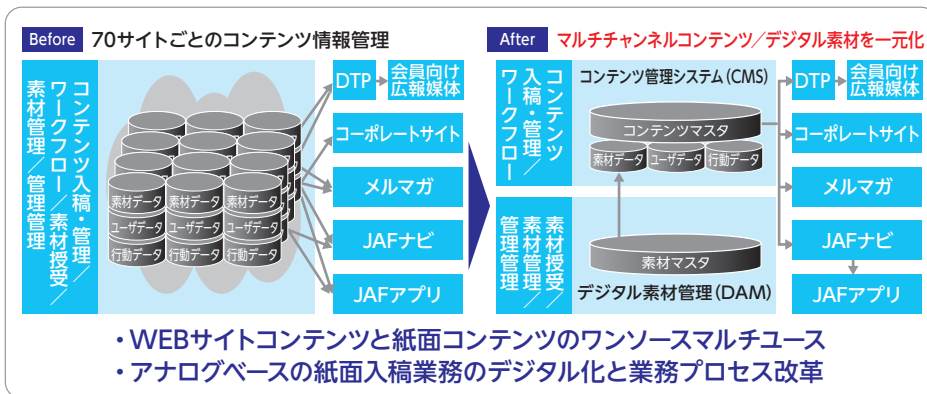 Before 70サイトごとのコンテンツ情報管理
コンテンツ入稿・管理／
ワークフロー／素材授受／
素材管理／管理管理
素材データ 素材データ 素材データ
ユーザデータ ユーザデータ ユーザデータ
行動データ 行動データ 行動データ
DTP
会員向け
広報媒体
コーポレートサイト
メルマガ
JAFナビ
JAFアプリ
After マルチチャンネルコンテンツ／デジタル素材を一元化
コンテンツ
入稿・管理／
ワークフロー
コンテンツ管理システム（CMS）
コンテンツマスタ
素材データ ユーザデータ 行動データ
素材授受／
素材管理／
管理管理
素材マスタ
デジタル素材管理（DAM）
DTP
会員向け
広報媒体
コーポレートサイト
メルマガ
JAFナビ
JAFアプリ
・WEBサイトコンテンツと紙面コンテンツのワンソースマルチユース
・アナログベースの紙面入稿業務のデジタル化と業務プロセス改革